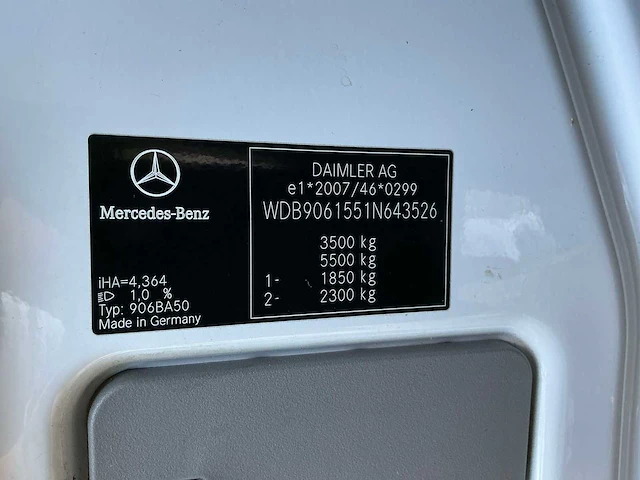 Mercedes-Benz
iHA=4,364
1,0 %
Typ: 906BA50
Made in Germany
DAIMLER AG
e1*2007/46*0299
WDB9061551N643526
3500 kg
5500 kg
1- 1850 kg
2- 2300 kg